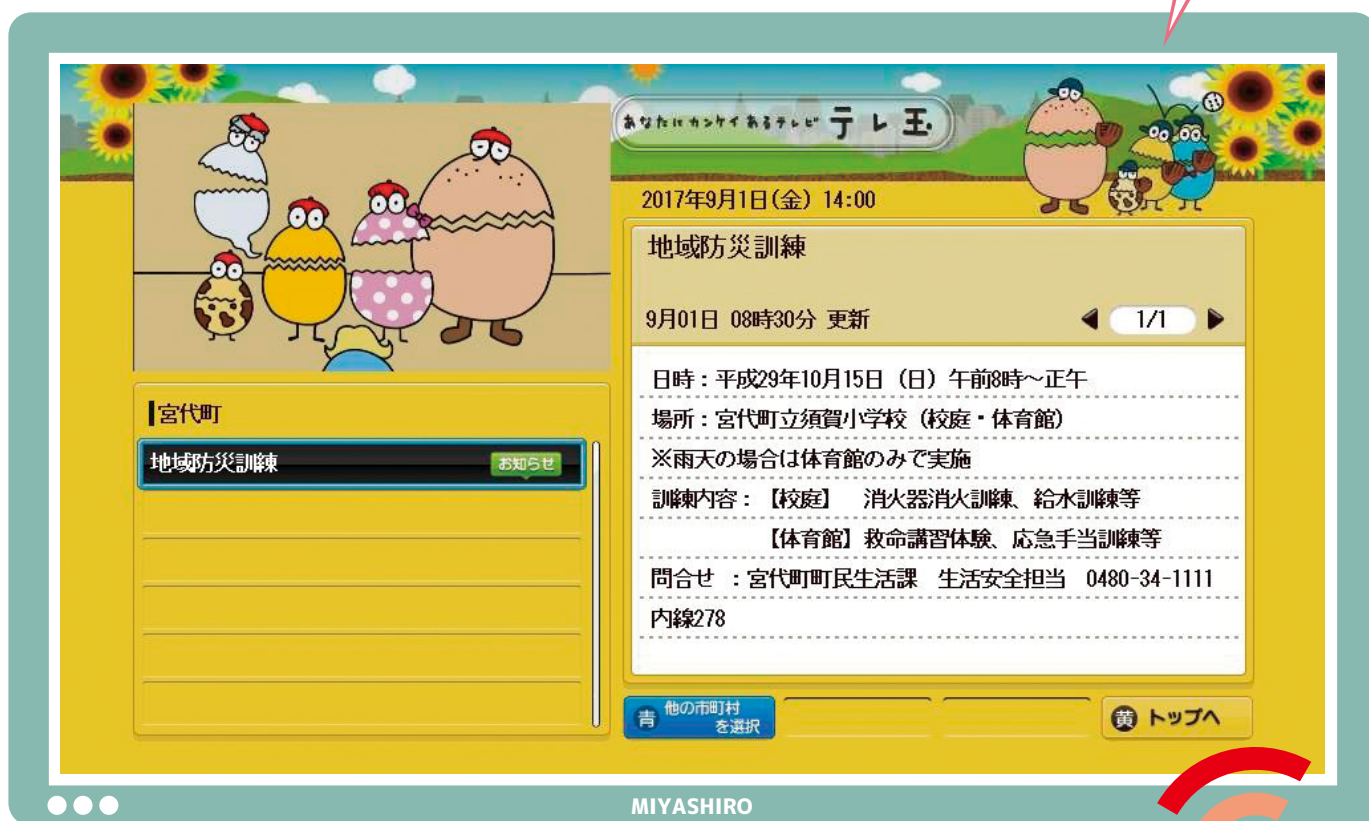 あなたにカンケイあるテレビ テレ玉
2017年9月1日(金) 14:00
地域防災訓練
9月01日 08時30分 更新
1/1
日時：平成29年10月15日（日）午前8時～正午
場所：宮代町立須賀小学校（校庭・体育館）
※雨天の場合は体育館のみで実施
訓練内容：【校庭】 消火器消火訓練、給水訓練等
【体育館】救命講習体験、応急手当訓練等
問合せ ：宮代町町民生活課 生活安全担当 0480-34-1111
内線278
宮代町
地域防災訓練 お知らせ
青 他の市町村
を選択
黄 トップへ
MIYASHIRO